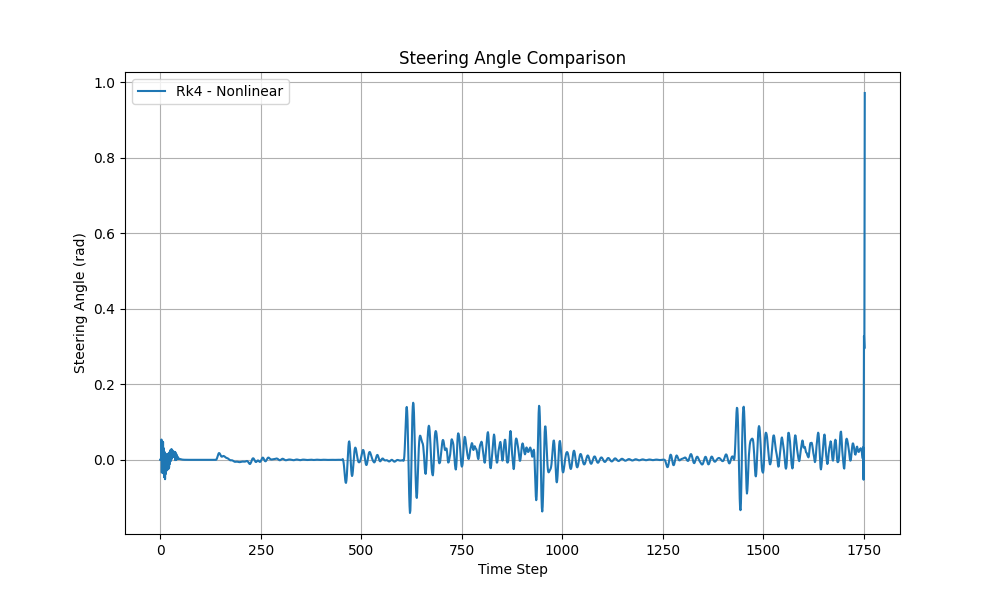 Steering Angle Comparison
Rk4 - Nonlinear
1.0
0.8
0.6
0.4
0.2
0.0
Steering Angle (rad)
0 250 500 750 1000 1250 1500 1750
Time Step